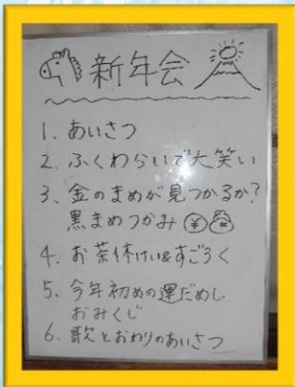 新年会
1. あいさつ
2. ふくわらいで大笑い
3. 金のまめが見つかるか?
黒まめつかみ ¥
4. お茶休けい&すごろく
5. 今年初めの運だめし
おみくじ
6. 歌とおわりのあいさつ